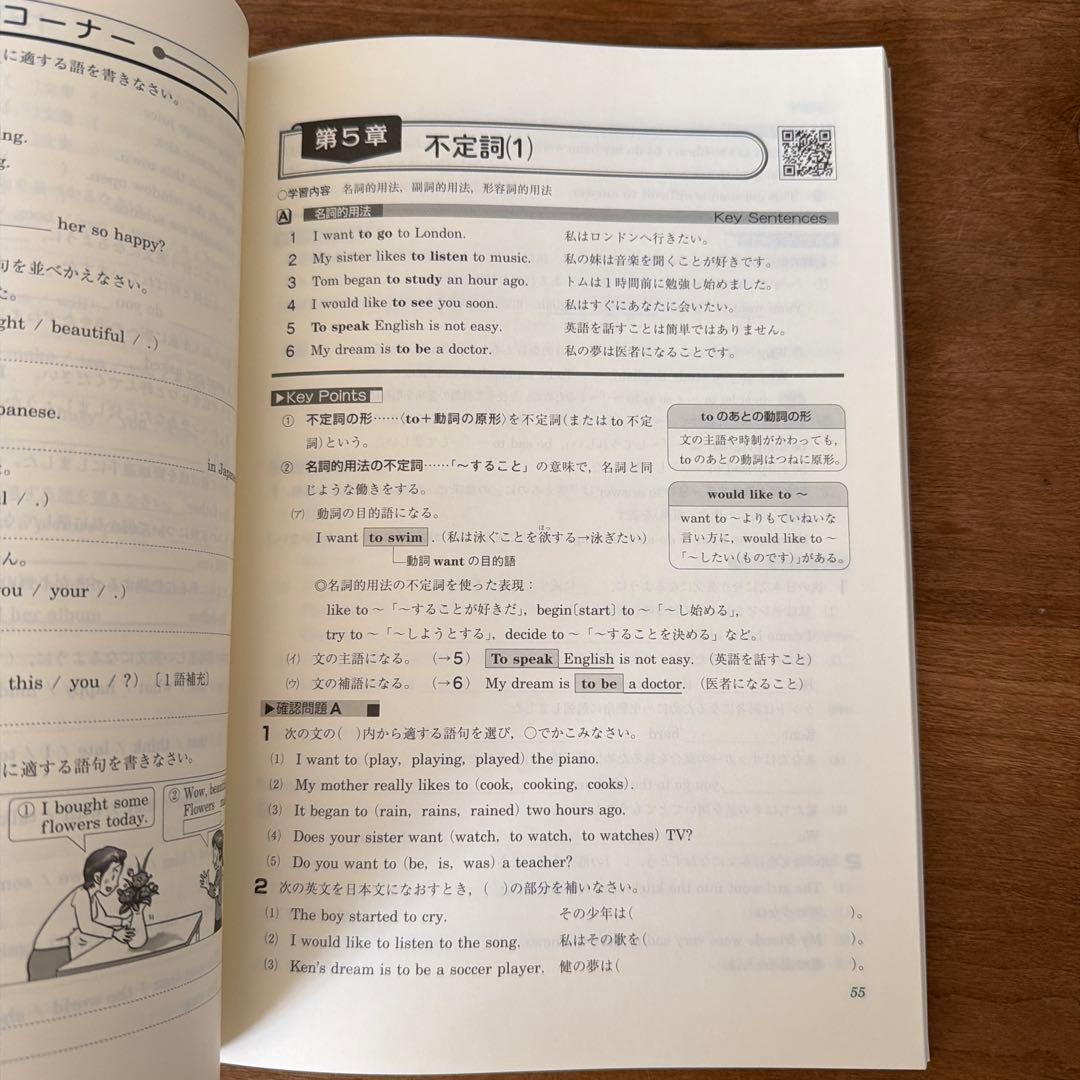 コーナー
に適する語を書きなさい。
ing.
g.
her so happy?
句を並べかえなさい。
た。
ght / beautiful / .)
panese.
in Japa
。
l / .)
ん。
you / your / .)
this / you / ?) 〔1語補充〕
に適する語句を書きなさい。
① I bought some
flowers today.
② Wow, beau
Flowers
第5章 不定詞(1)
○学習内容 名詞的用法，副詞的用法，形容詞的用法
A 名詞的用法 Key Sentences
1 I want to go to London. 私はロンドンへ行きたい。
2 My sister likes to listen to music. 私の妹は音楽を聞くことが好きです。
3 Tom began to study an hour ago. トムは1時間前に勉強し始めました。
4 I would like to see you soon. 私はすぐにあなたに会いたい。
5 To speak English is not easy. 英語を話すことは簡単ではありません。
6 My dream is to be a doctor. 私の夢は医者になることです。
▶Key Points
① 不定詞の形……〈to＋動詞の原形〉を不定詞(またはto不定
詞)という。
② 名詞的用法の不定詞……「〜すること」の意味で，名詞と同
じような働きをする。
(ア) 動詞の目的語になる。
I want to swim . (私は泳ぐことを欲する→泳ぎたい)
ほっ
動詞 want の目的語
◎名詞的用法の不定詞を使った表現：
like to 〜「〜することが好きだ」，begin〔start〕to 〜「〜し始める」，
try to 〜「〜しようとする」，decide to 〜「〜することを決める」など。
(イ) 文の主語になる。 (→5) To speak English is not easy. (英語を話すこと)
(ウ) 文の補語になる。 (→6) My dream is to be a doctor. (医者になること)
to のあとの動詞の形
文の主語や時制がかわっても，
to のあとの動詞はつねに原形。
would like to 〜
want to 〜よりもていねいな
言い方に，would like to 〜
「〜したい(ものです)」がある。
▶確認問題A
1 次の文の( )内から適する語句を選び，○でかこみなさい。
(1) I want to (play, playing, played) the piano.
(2) My mother really likes to (cook, cooking, cooks).
(3) It began to (rain, rains, rained) two hours ago.
(4) Does your sister want (watch, to watch, to watches) TV?
(5) Do you want to (be, is, was) a teacher?
2 次の英文を日本文になおすとき，( )の部分を補いなさい。
(1) The boy started to cry. その少年は( )。
(2) I would like to listen to the song. 私はその歌を( )。
(3) Ken's dream is to be a soccer player. 健の夢は( )。
55